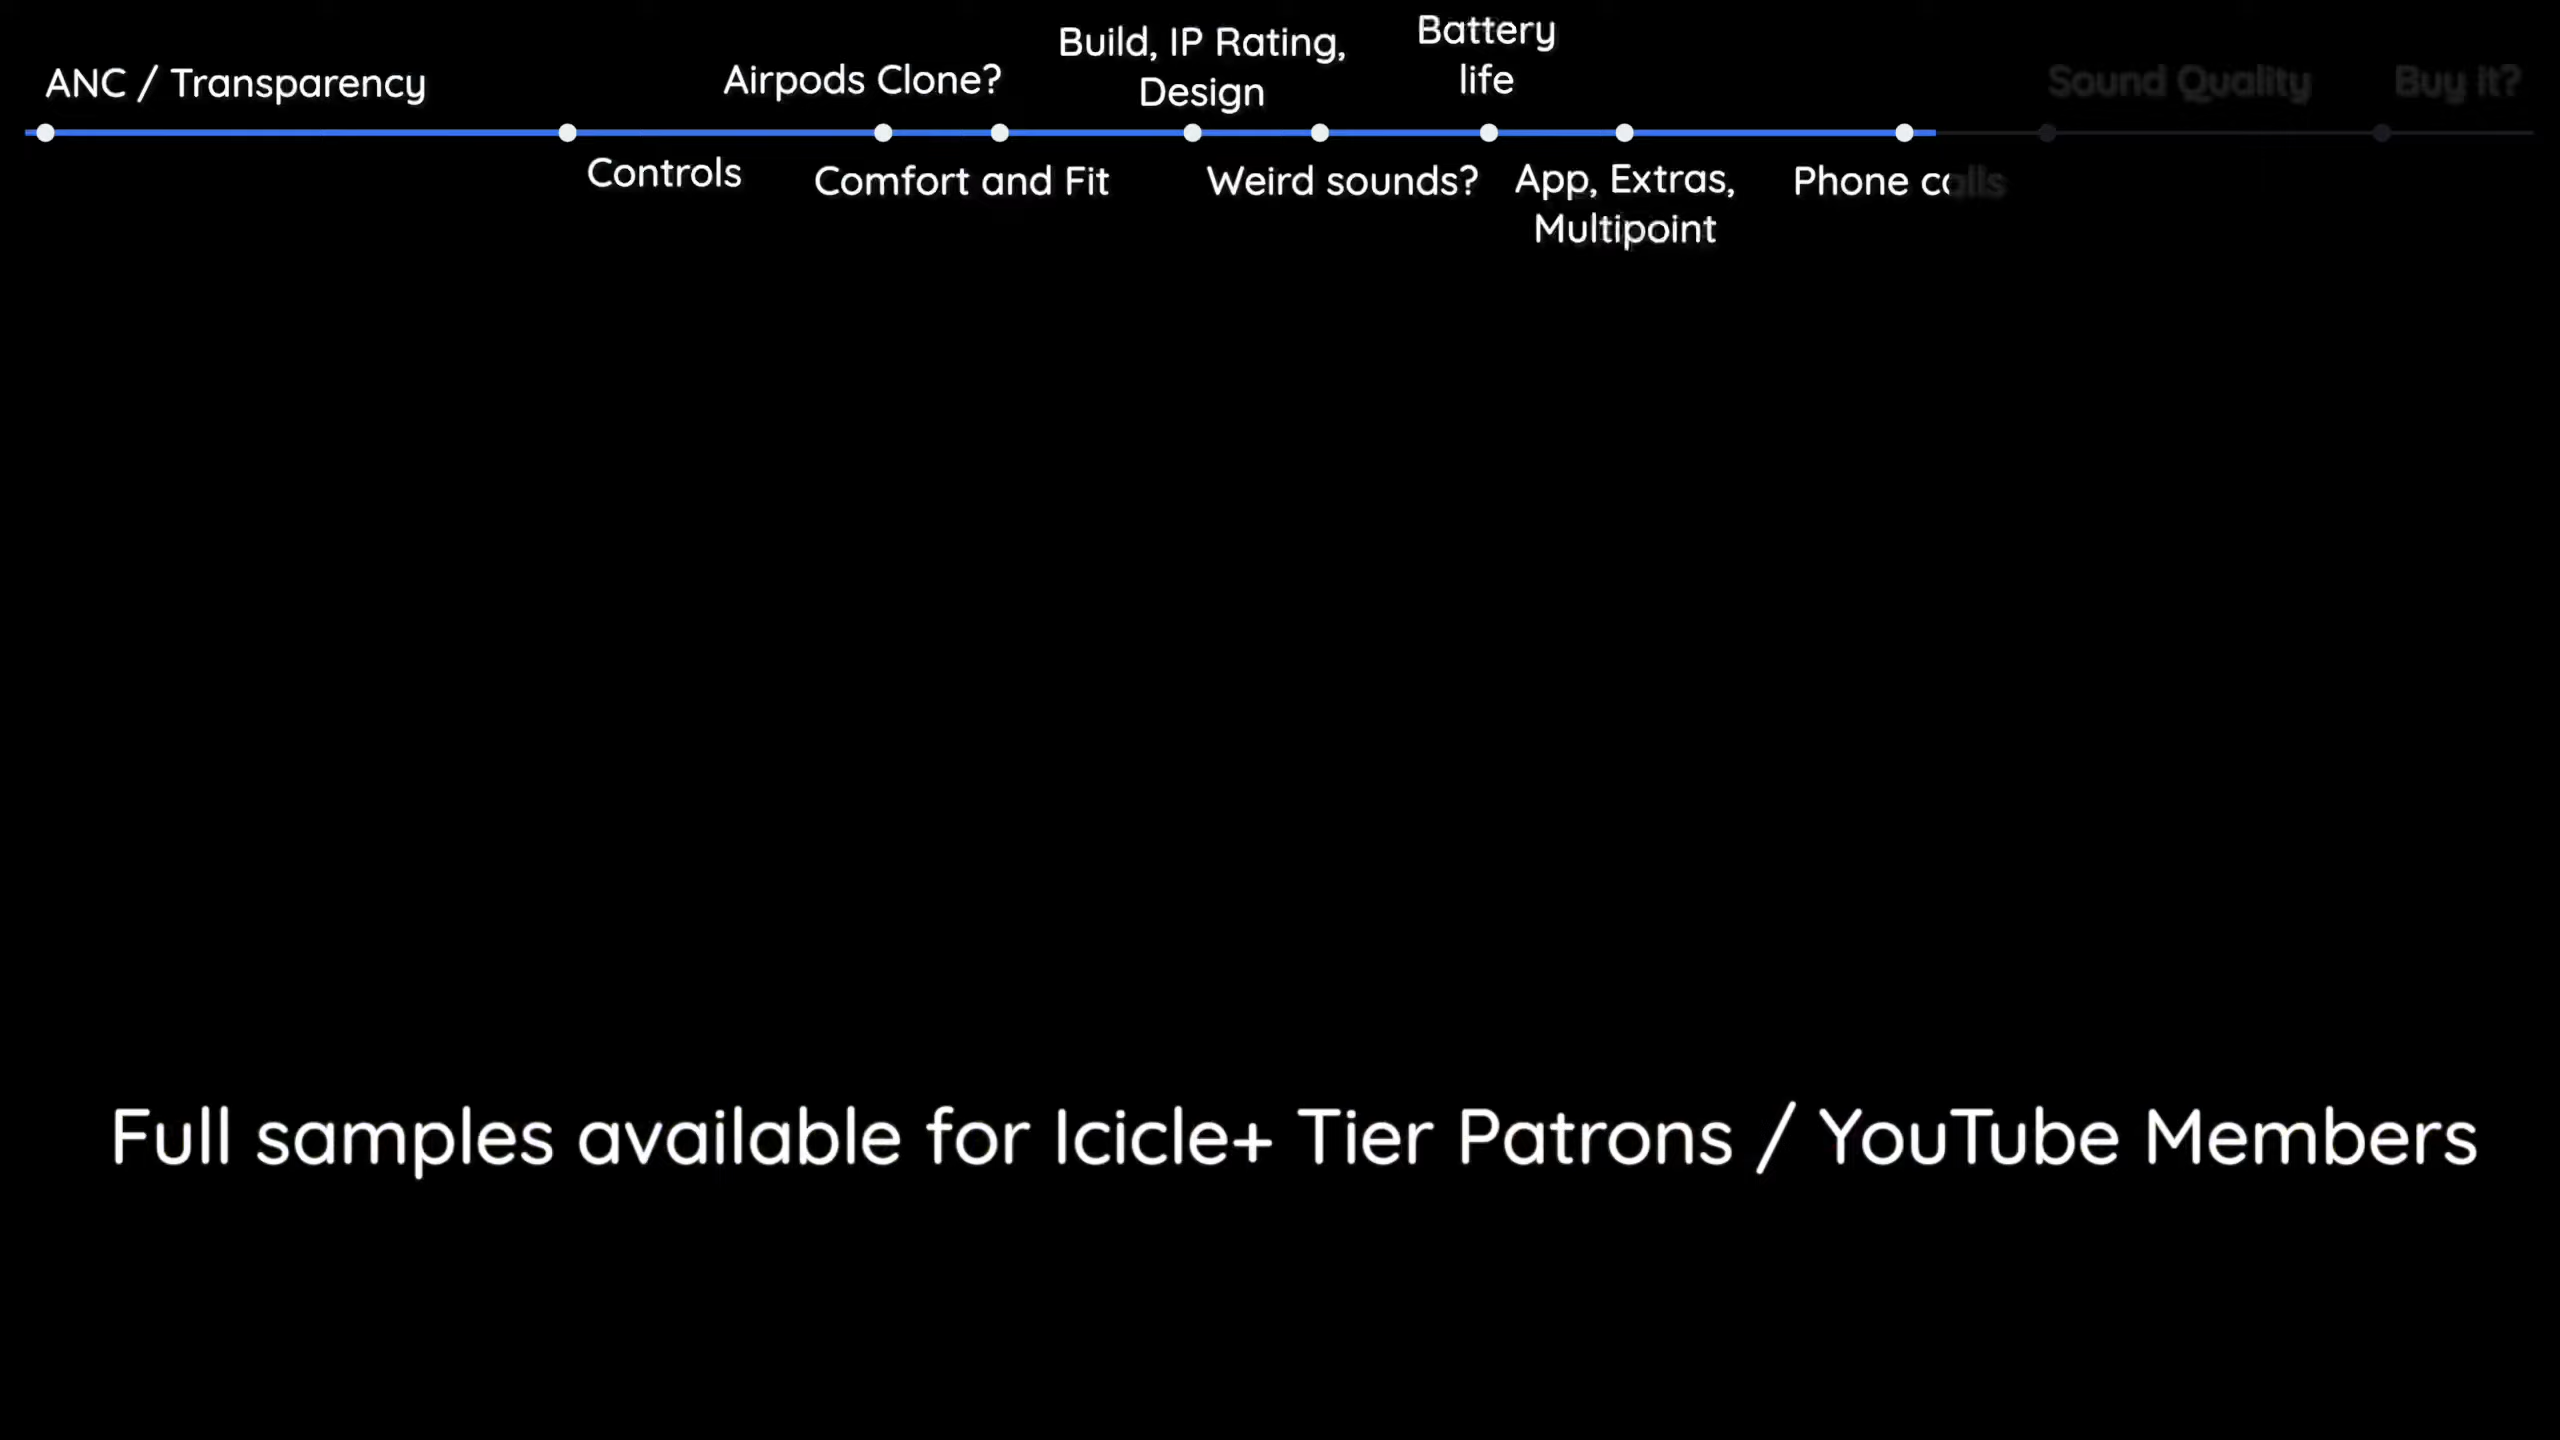 ANC / Transparency
Airpods Clone?
Build, IP Rating,
Design
Battery
life
Sound Quality
Buy it?
Controls
Comfort and Fit
Weird sounds?
App, Extras,
Multipoint
Phone calls
Full samples available for Icicle+ Tier Patrons / YouTube Members